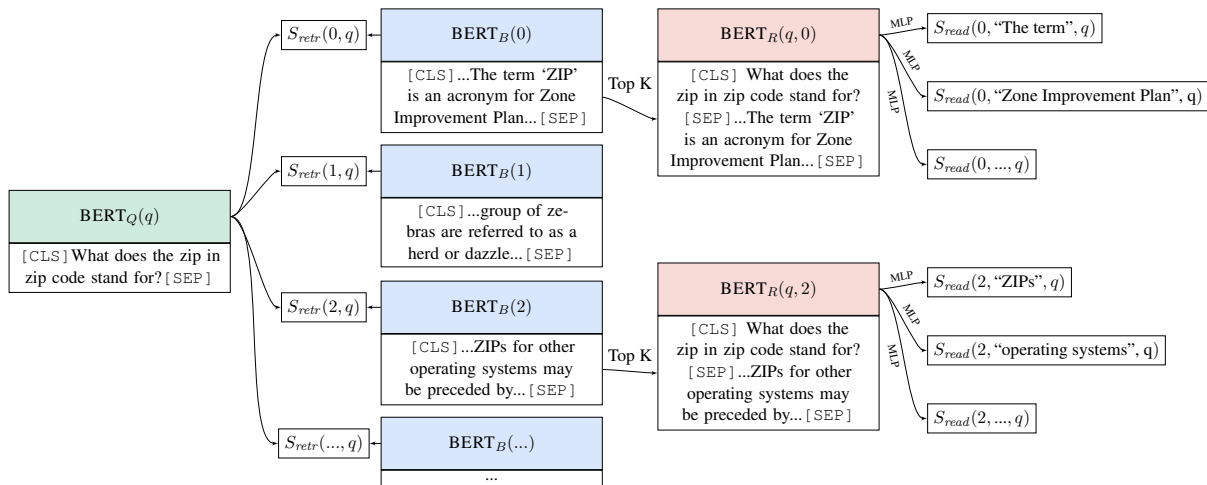 BERT_Q(q)
[CLS]What does the zip in
zip code stand for?[SEP]
S_retr(0, q)
S_retr(1, q)
S_retr(2, q)
S_retr(..., q)
BERT_B(0)
[CLS]...The term ‘ZIP’
is an acronym for Zone
Improvement Plan...[SEP]
BERT_B(1)
[CLS]...group of ze-
bras are referred to as a
herd or dazzle...[SEP]
BERT_B(2)
[CLS]...ZIPs for other
operating systems may
be preceded by...[SEP]
BERT_B(...)
...
Top K
Top K
BERT_R(q, 0)
[CLS] What does the
zip in zip code stand for?
[SEP]...The term ‘ZIP’
is an acronym for Zone
Improvement Plan...[SEP]
MLP
MLP
MLP
S_read(0, “The term”, q)
S_read(0, “Zone Improvement Plan”, q)
S_read(0, ..., q)
BERT_R(q, 2)
[CLS] What does the
zip in zip code stand for?
[SEP]...ZIPs for other
operating systems may
be preceded by...[SEP]
MLP
MLP
MLP
S_read(2, “ZIPs”, q)
S_read(2, “operating systems”, q)
S_read(2, ..., q)